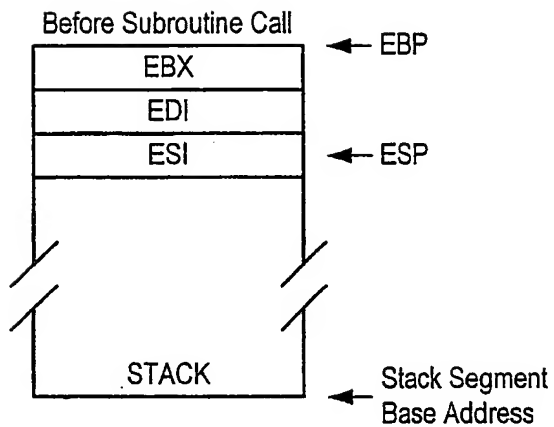 Before Subroutine Call
EBP
EBX
EDI
ESI
ESP
STACK
Stack Segment
Base Address